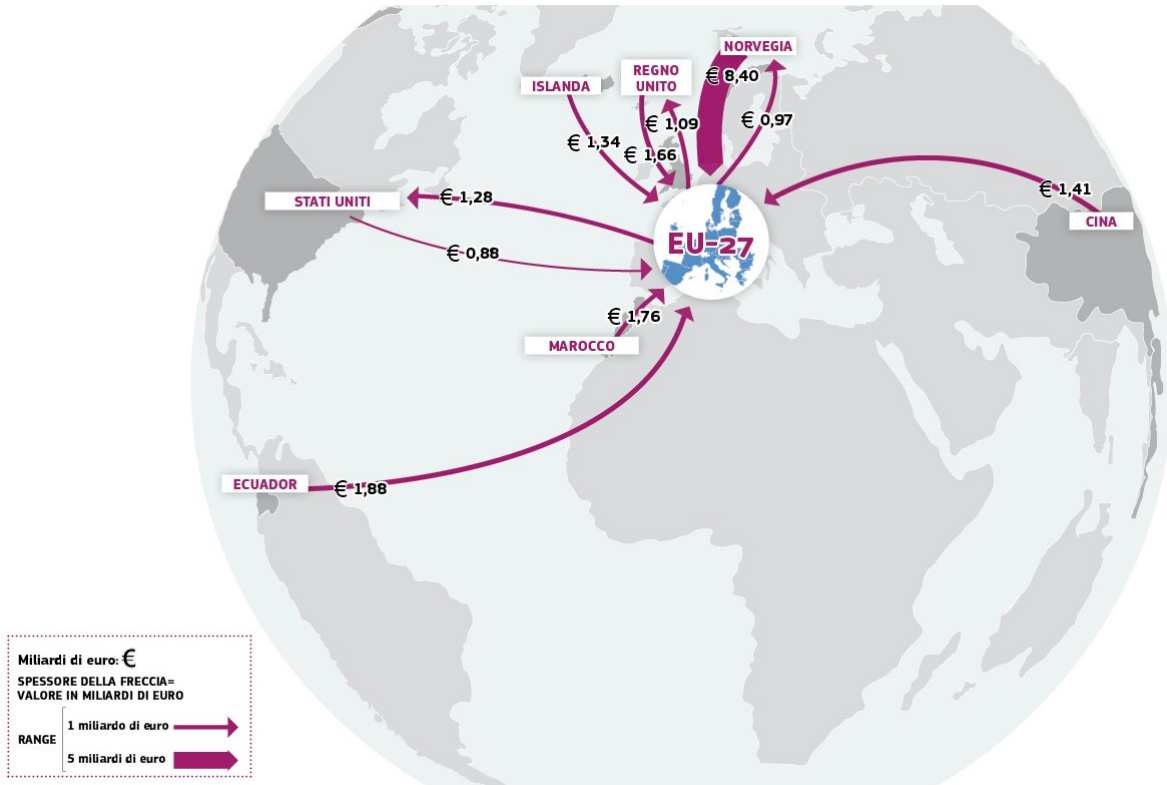 NORVEGIA
€ 8,40
REGNO
UNITO
ISLANDA
€ 1,09
€ 0,97
€ 1,34
€ 1,66
€ 1,41
STATI UNITI
€ 1,28
CINA
EU-27
€ 0,88
€ 1,76
MAROCCO
ECUADOR
€ 1,88
Miliardi di euro: €
SPESSORE DELLA FRECCIA=
VALORE IN MILIARDI DI EURO
RANGE
1 miliardo di euro
5 miliardi di euro